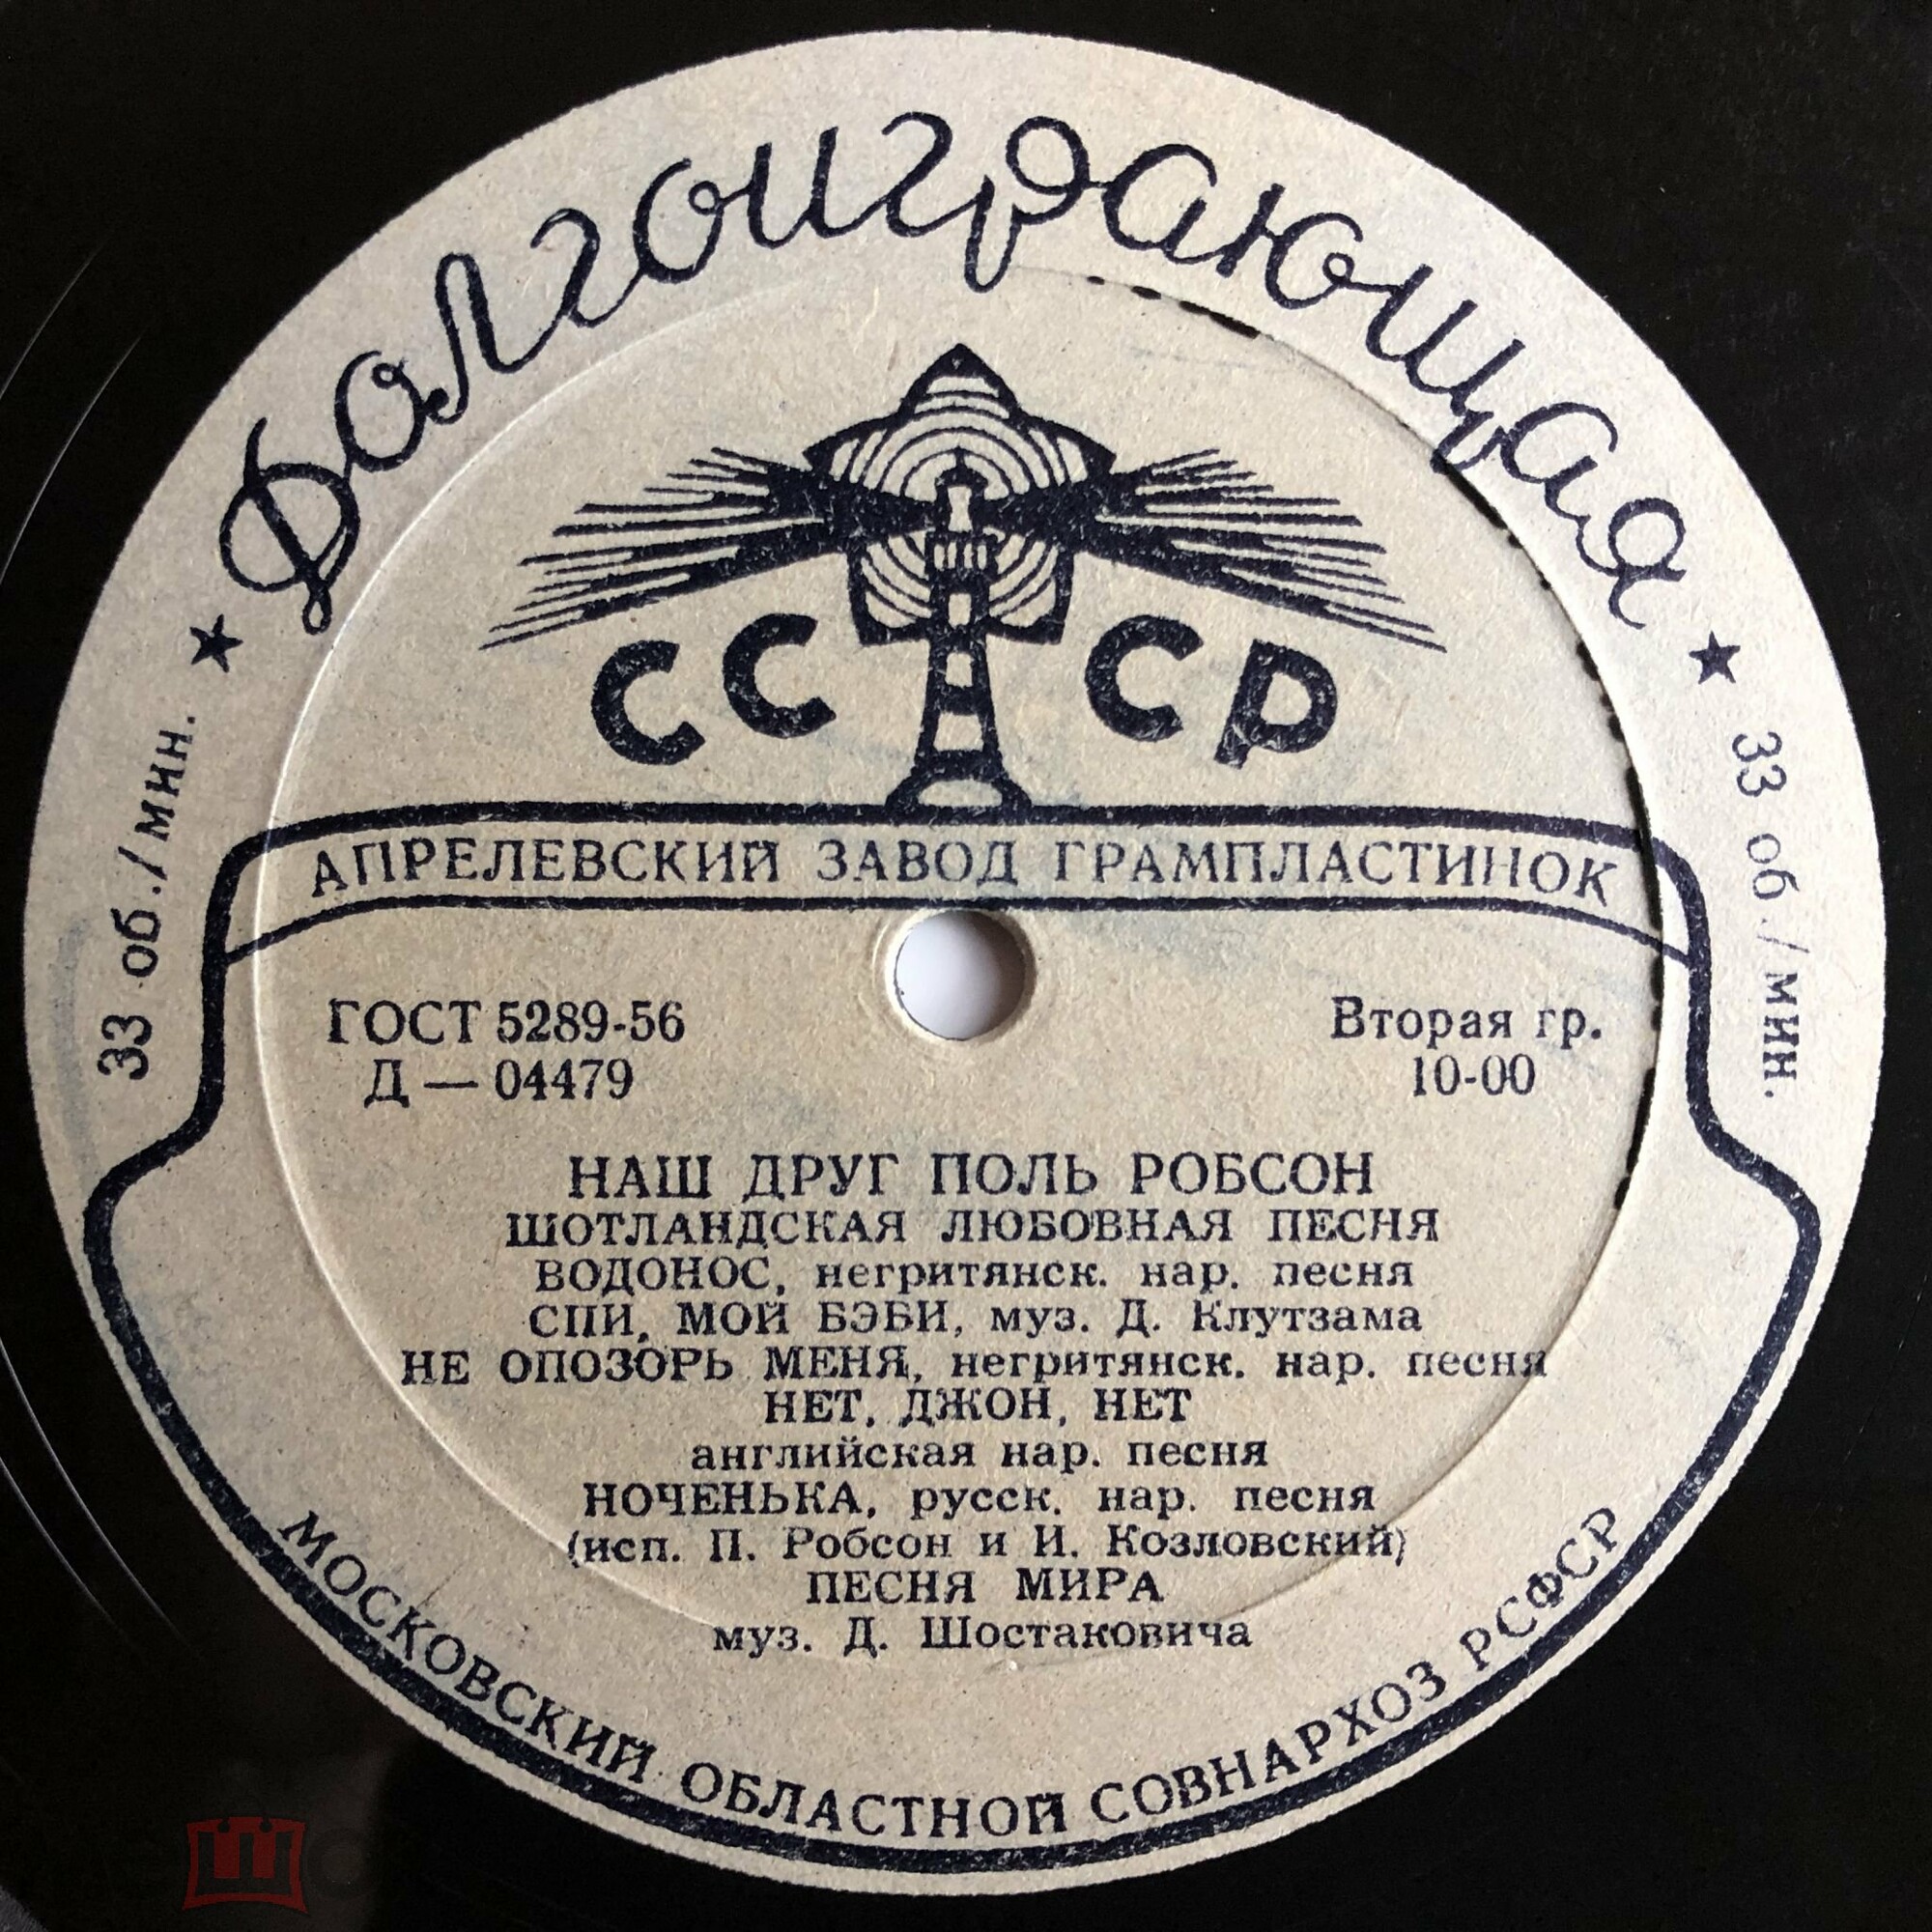 Долгоиграющая
33 об./мин.
33 об./мин.
СССР
АПРЕЛЕВСКИЙ ЗАВОД ГРАМПЛАСТИНОК
ГОСТ 5289-56
Вторая гр.
Д — 04479
10-00
НАШ ДРУГ ПОЛЬ РОБСОН
ШОТЛАНДСКАЯ ЛЮБОВНАЯ ПЕСНЯ
ВОДОНОС, негритянск. нар. песня
СПИ, МОЙ БЭБИ, муз. Д. Клутзама
НЕ ОПОЗОРЬ МЕНЯ, негритянск. нар. песня
НЕТ, ДЖОН, НЕТ
английская нар. песня
НОЧЕНЬКА, русск. нар. песня
(исп. П. Робсон и И. Козловский)
ПЕСНЯ МИРА
муз. Д. Шостаковича
МОСКОВСКИЙ ОБЛАСТНОЙ СОВНАРХОЗ РСФСР